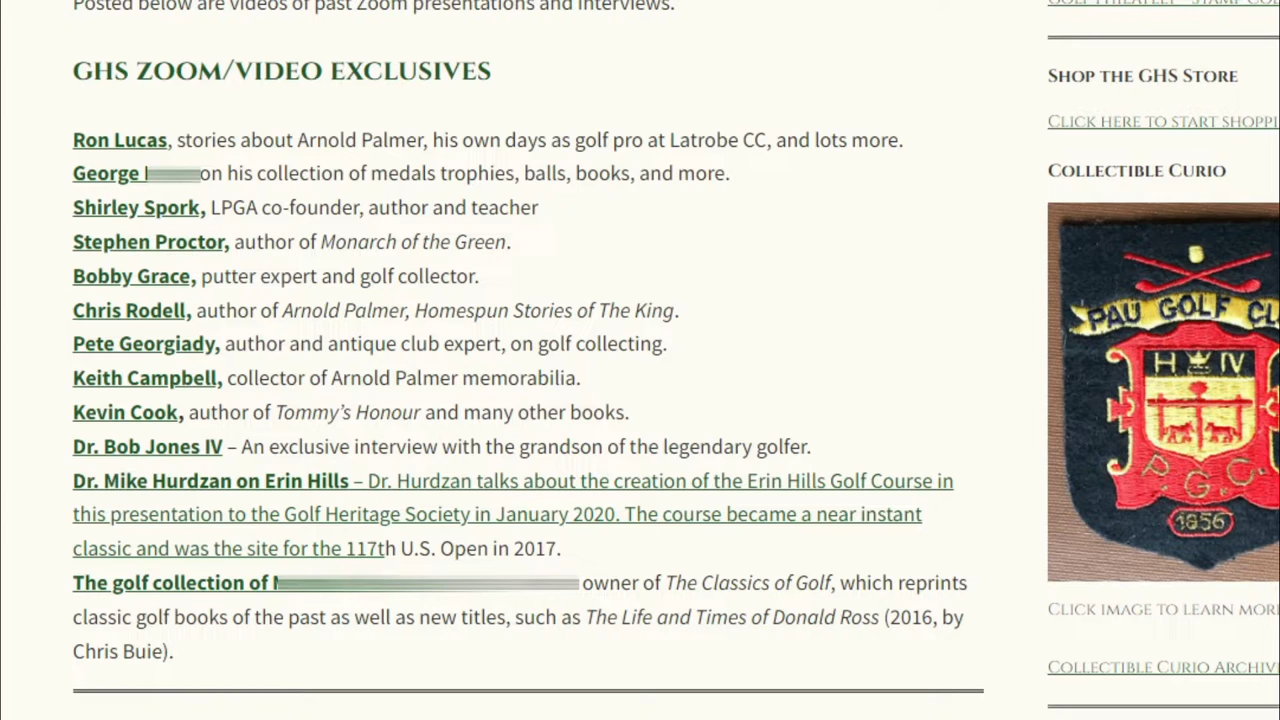 Posted below are videos of past Zoom presentations and interviews.
GHS ZOOM/VIDEO EXCLUSIVES
Ron Lucas, stories about Arnold Palmer, his own days as golf pro at Latrobe CC, and lots more.
George on his collection of medals trophies, balls, books, and more.
Shirley Spork, LPGA co-founder, author and teacher
Stephen Proctor, author of Monarch of the Green.
Bobby Grace, putter expert and golf collector.
Chris Rodell, author of Arnold Palmer, Homespun Stories of The King.
Pete Georgiady, author and antique club expert, on golf collecting.
Keith Campbell, collector of Arnold Palmer memorabilia.
Kevin Cook, author of Tommy’s Honour and many other books.
Dr. Bob Jones IV – An exclusive interview with the grandson of the legendary golfer.
Dr. Mike Hurdzan on Erin Hills – Dr. Hurdzan talks about the creation of the Erin Hills Golf Course in
this presentation to the Golf Heritage Society in January 2020. The course became a near instant
classic and was the site for the 117th U.S. Open in 2017.
The golf collection of owner of The Classics of Golf, which reprints
classic golf books of the past as well as new titles, such as The Life and Times of Donald Ross (2016, by
Chris Buie).
Shop the GHS Store
Click here to start shoppi
Collectible Curio
PAU GOLF CL
H IV
P. G. C.
1856
Click image to learn mor
Collectible Curio Archiv